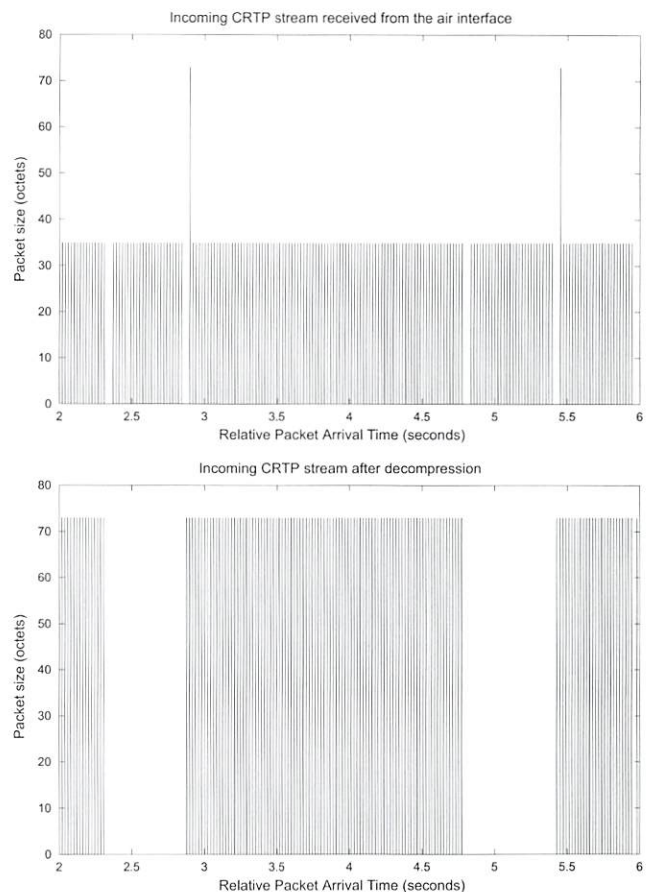 Incoming CRTP stream received from the air interface
80
70
60
50
40
30
20
10
0
Packet size (octets)
2 2.5 3 3.5 4 4.5 5 5.5 6
Relative Packet Arrival Time (seconds)
Incoming CRTP stream after decompression
80
70
60
50
40
30
20
10
0
Packet size (octets)
2 2.5 3 3.5 4 4.5 5 5.5 6
Relative Packet Arrival Time (seconds)